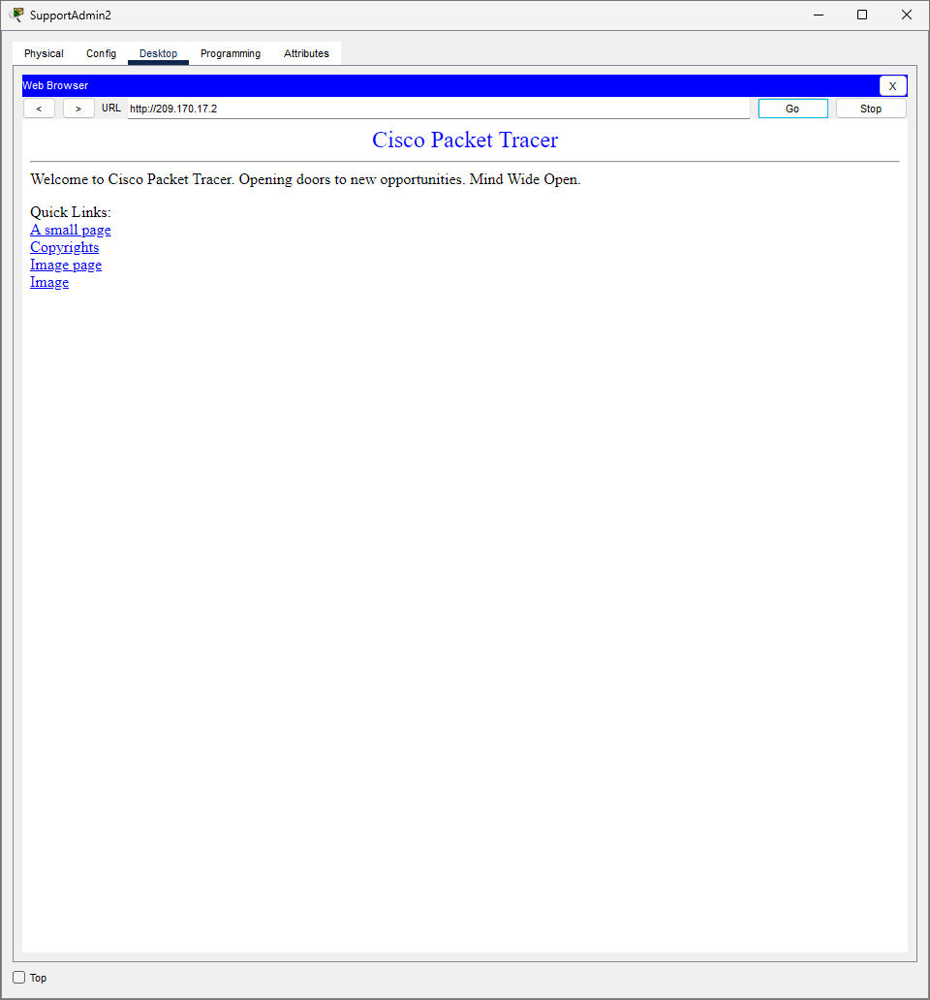 SupportAdmin2
Physical Config Desktop Programming Attributes
Web Browser X
< > URL http://209.170.17.2 Go Stop
Cisco Packet Tracer
Welcome to Cisco Packet Tracer. Opening doors to new opportunities. Mind Wide Open.
Quick Links:
A small page
Copyrights
Image page
Image
Top